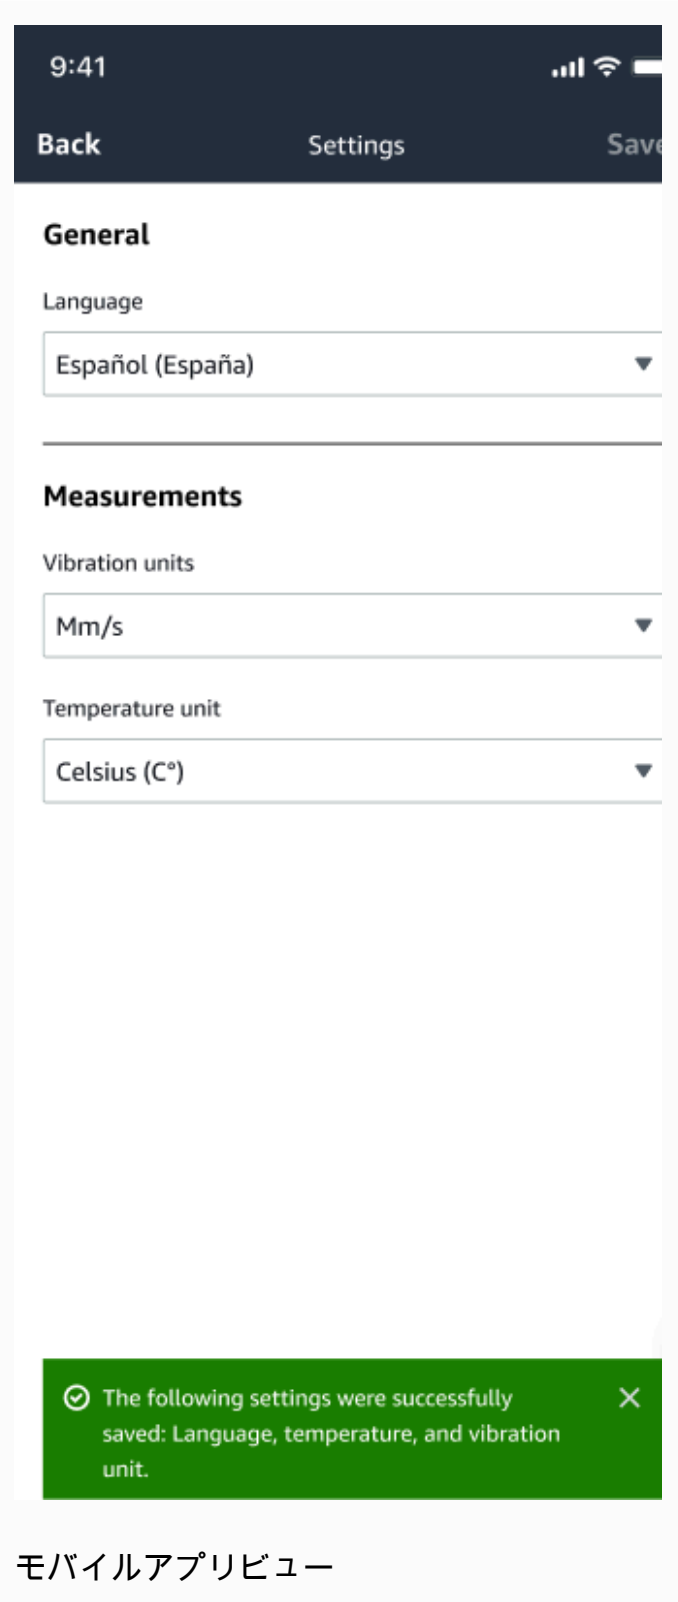 9:41
Back Settings Save
General
Language
Español (España)
Measurements
Vibration units
Mm/s
Temperature unit
Celsius (C°)
The following settings were successfully
saved: Language, temperature, and vibration
unit.
モバイルアプリビュー